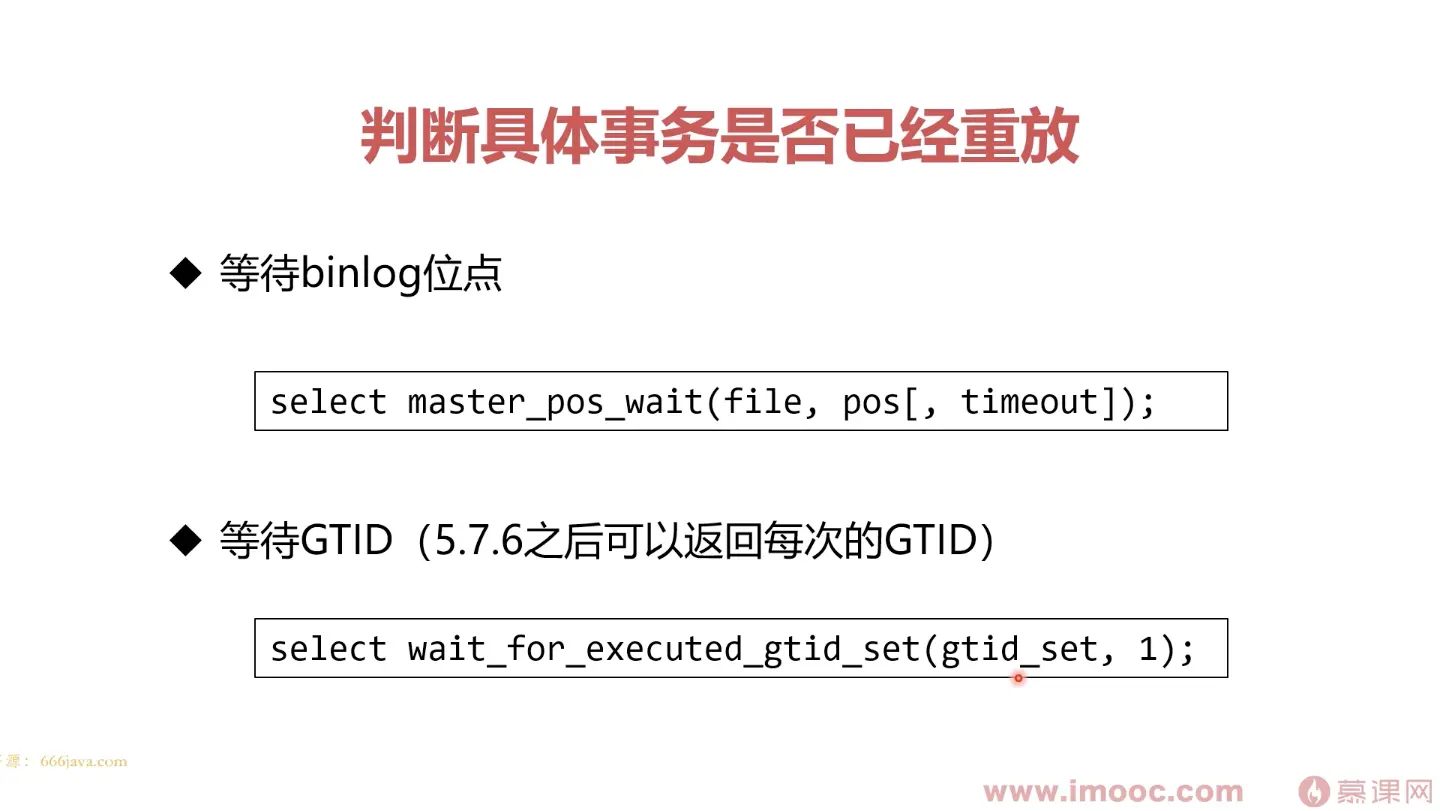 判断具体事务是否已经重放
◆ 等待binlog位点
select master_pos_wait(file, pos[, timeout]);
◆ 等待GTID（5.7.6之后可以返回每次的GTID）
select wait_for_executed_gtid_set(gtid_set, 1);
源：666java.com
www.imooc.com 慕课网